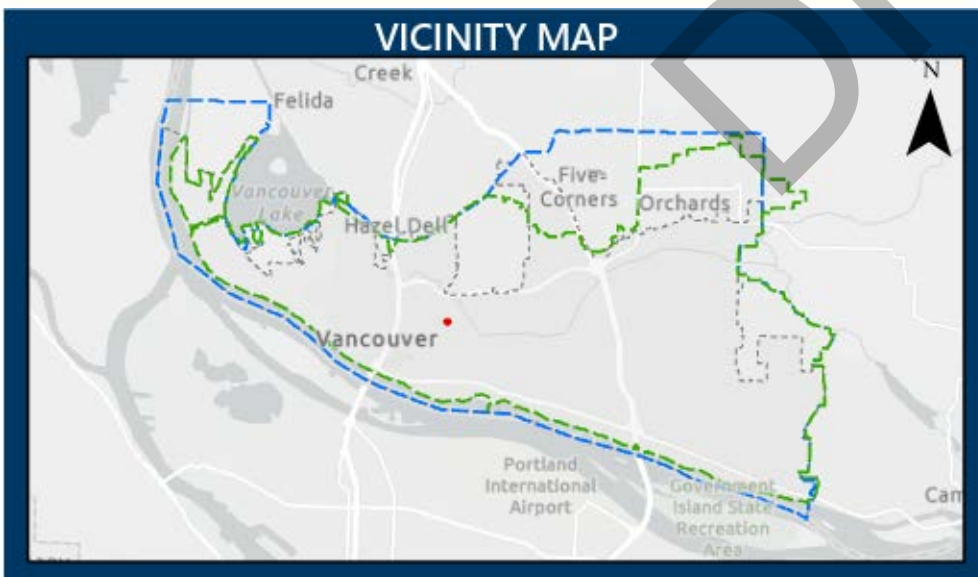 VICINITY MAP
N
Creek
Felida
Vancouver
Lake
Five
Corners
Orchards
Hazel Dell
Vancouver
Portland
International
Airport
Government
Island State
Recreation
Area
Cam